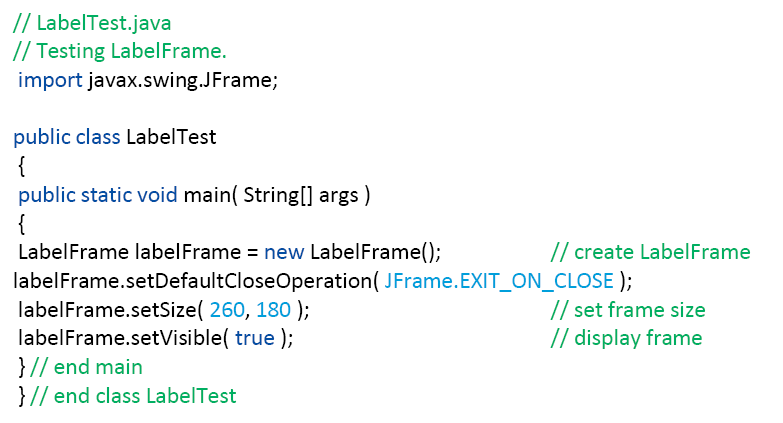 // LabelTest.java
// Testing LabelFrame.
import javax.swing.JFrame;
public class LabelTest
{
public static void main( String[] args )
{
LabelFrame labelFrame = new LabelFrame(); // create LabelFrame
labelFrame.setDefaultCloseOperation( JFrame.EXIT_ON_CLOSE );
labelFrame.setSize( 260, 180 ); // set frame size
labelFrame.setVisible( true ); // display frame
} // end main
} // end class LabelTest